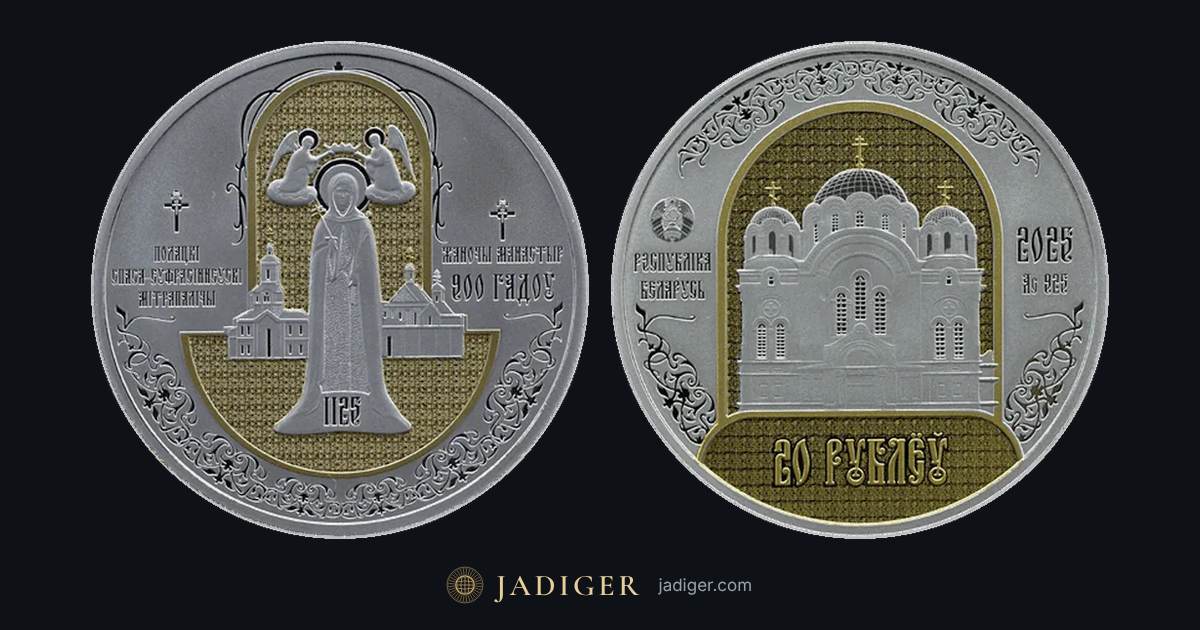 ПОЛАЦКІ
СПАСА-ЕЎФРАСІННЕЎСКІ
МІТРАПАЛІЧЫ
ЖАНОЧЫ МАНАСТЫР
900 ГАДОЎ
1125
РЭСПУБЛІКА
БЕЛАРУСЬ
2025
AG 925
20 РУБЛЁЎ
JADIGER
jadiger.com